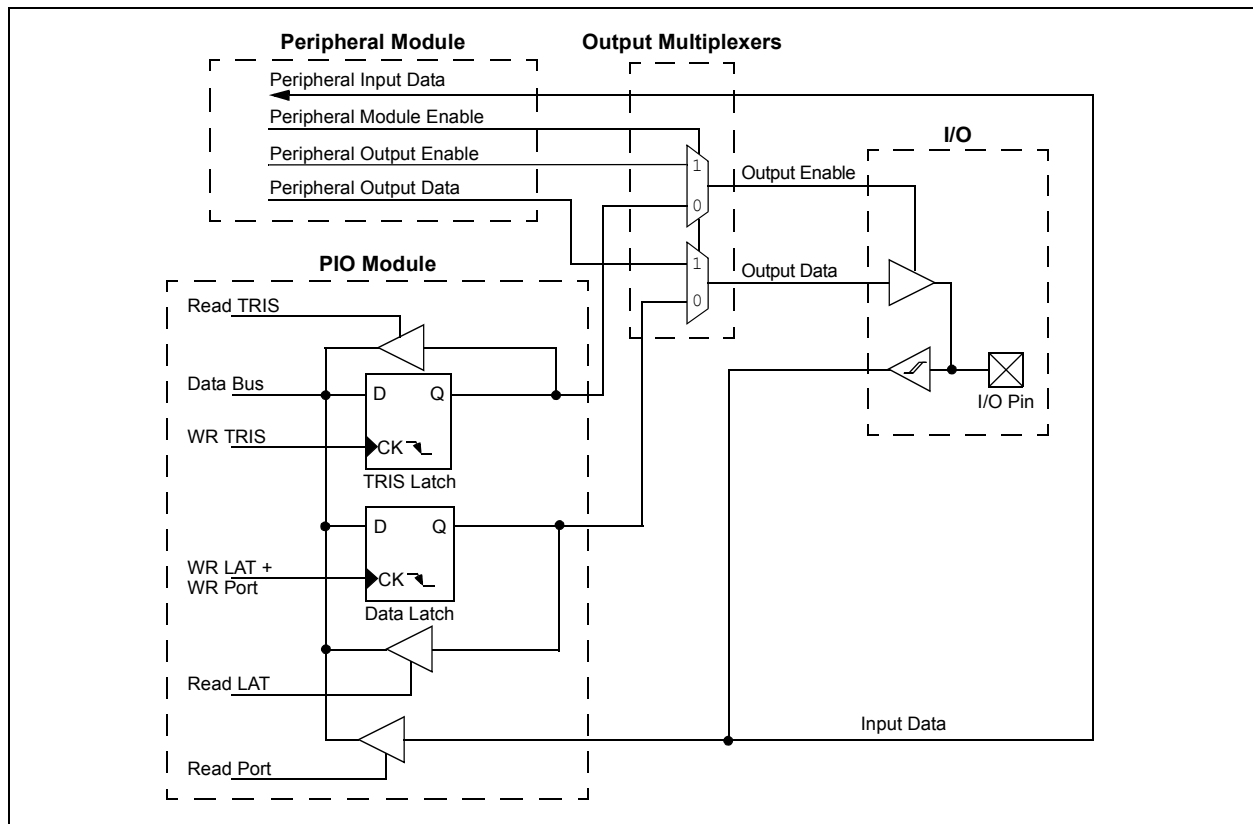 Peripheral Module
Output Multiplexers
Peripheral Input Data
Peripheral Module Enable
I/O
Peripheral Output Enable
1
Output Enable
Peripheral Output Data
0
PIO Module
1
Output Data
0
Read TRIS
Data Bus
D
Q
I/O Pin
WR TRIS
CK
TRIS Latch
D
Q
WR LAT +
WR Port
CK
Data Latch
Read LAT
Input Data
Read Port